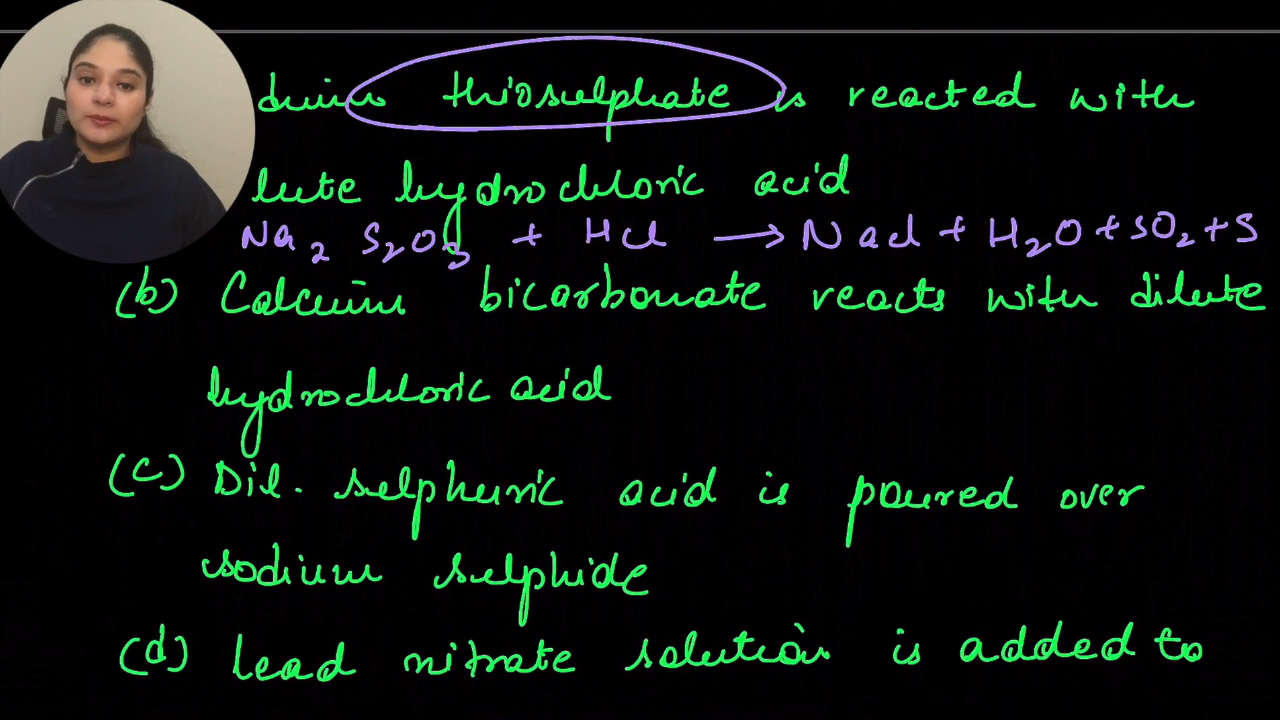 dium thiosulphate is reacted with
lute hydrochloric acid
Na2 S2O3 + HCl → NaCl + H2O + SO2 + S
(b) Calcium bicarbonate reacts with dilute
hydrochloric acid
(c) Dil. sulphuric acid is poured over
sodium sulphide
(d) lead nitrate solution is added to